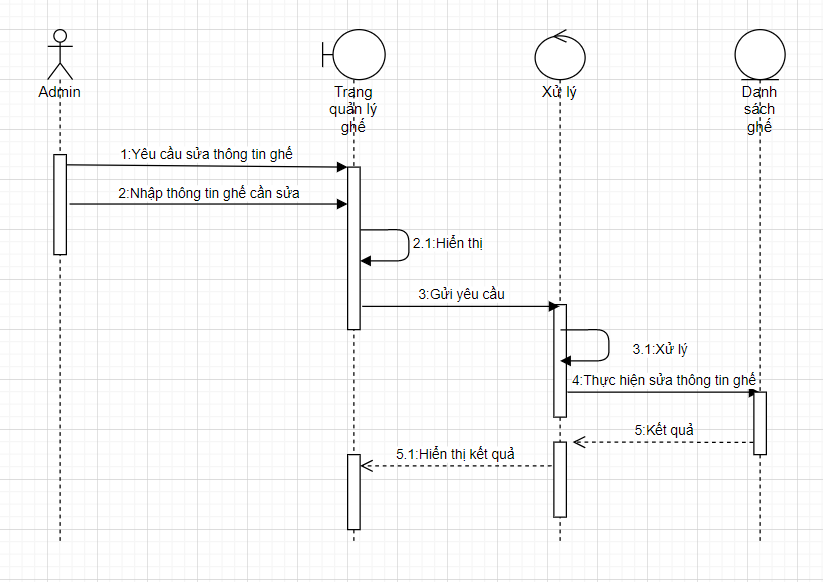 Admin
Trang
quản lý
ghế
Xử lý
Danh
sách
ghế
1:Yêu cầu sửa thông tin ghế
2:Nhập thông tin ghế cần sửa
2.1:Hiển thị
3:Gửi yêu cầu
3.1:Xử lý
4:Thực hiện sửa thông tin ghế
5:Kết quả
5.1:Hiển thị kết quả